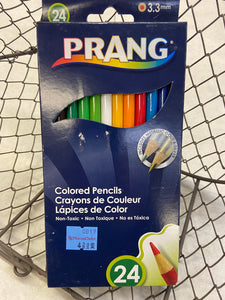 24
3.3 mm
PRANG
Colored Pencils
Crayons de Couleur
Lápices de Color
Non-Toxic • Non Toxique • No es Tóxica
24